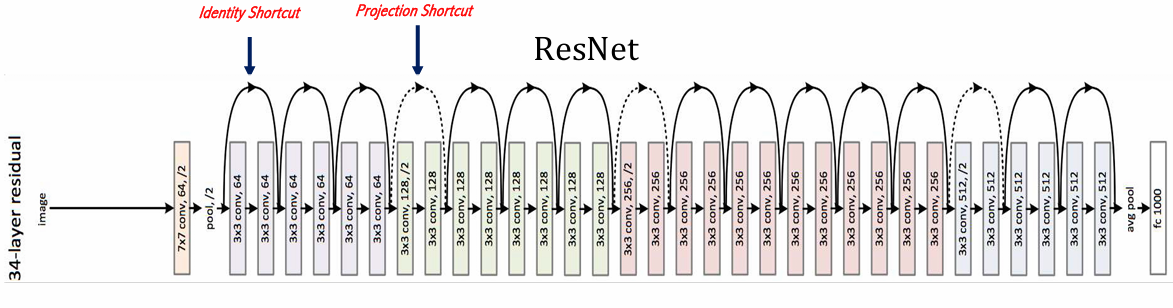 Identity Shortcut
Projection Shortcut
ResNet
34-layer residual
image
7x7 conv, 64, /2
pool, /2
3x3 conv, 64
3x3 conv, 64
3x3 conv, 64
3x3 conv, 64
3x3 conv, 64
3x3 conv, 64
3x3 conv, 128, /2
3x3 conv, 128
3x3 conv, 128
3x3 conv, 128
3x3 conv, 128
3x3 conv, 128
3x3 conv, 128
3x3 conv, 128
3x3 conv, 256, /2
3x3 conv, 256
3x3 conv, 256
3x3 conv, 256
3x3 conv, 256
3x3 conv, 256
3x3 conv, 256
3x3 conv, 256
3x3 conv, 256
3x3 conv, 256
3x3 conv, 256
3x3 conv, 256
3x3 conv, 512, /2
3x3 conv, 512
3x3 conv, 512
3x3 conv, 512
3x3 conv, 512
3x3 conv, 512
avg pool
fc 1000